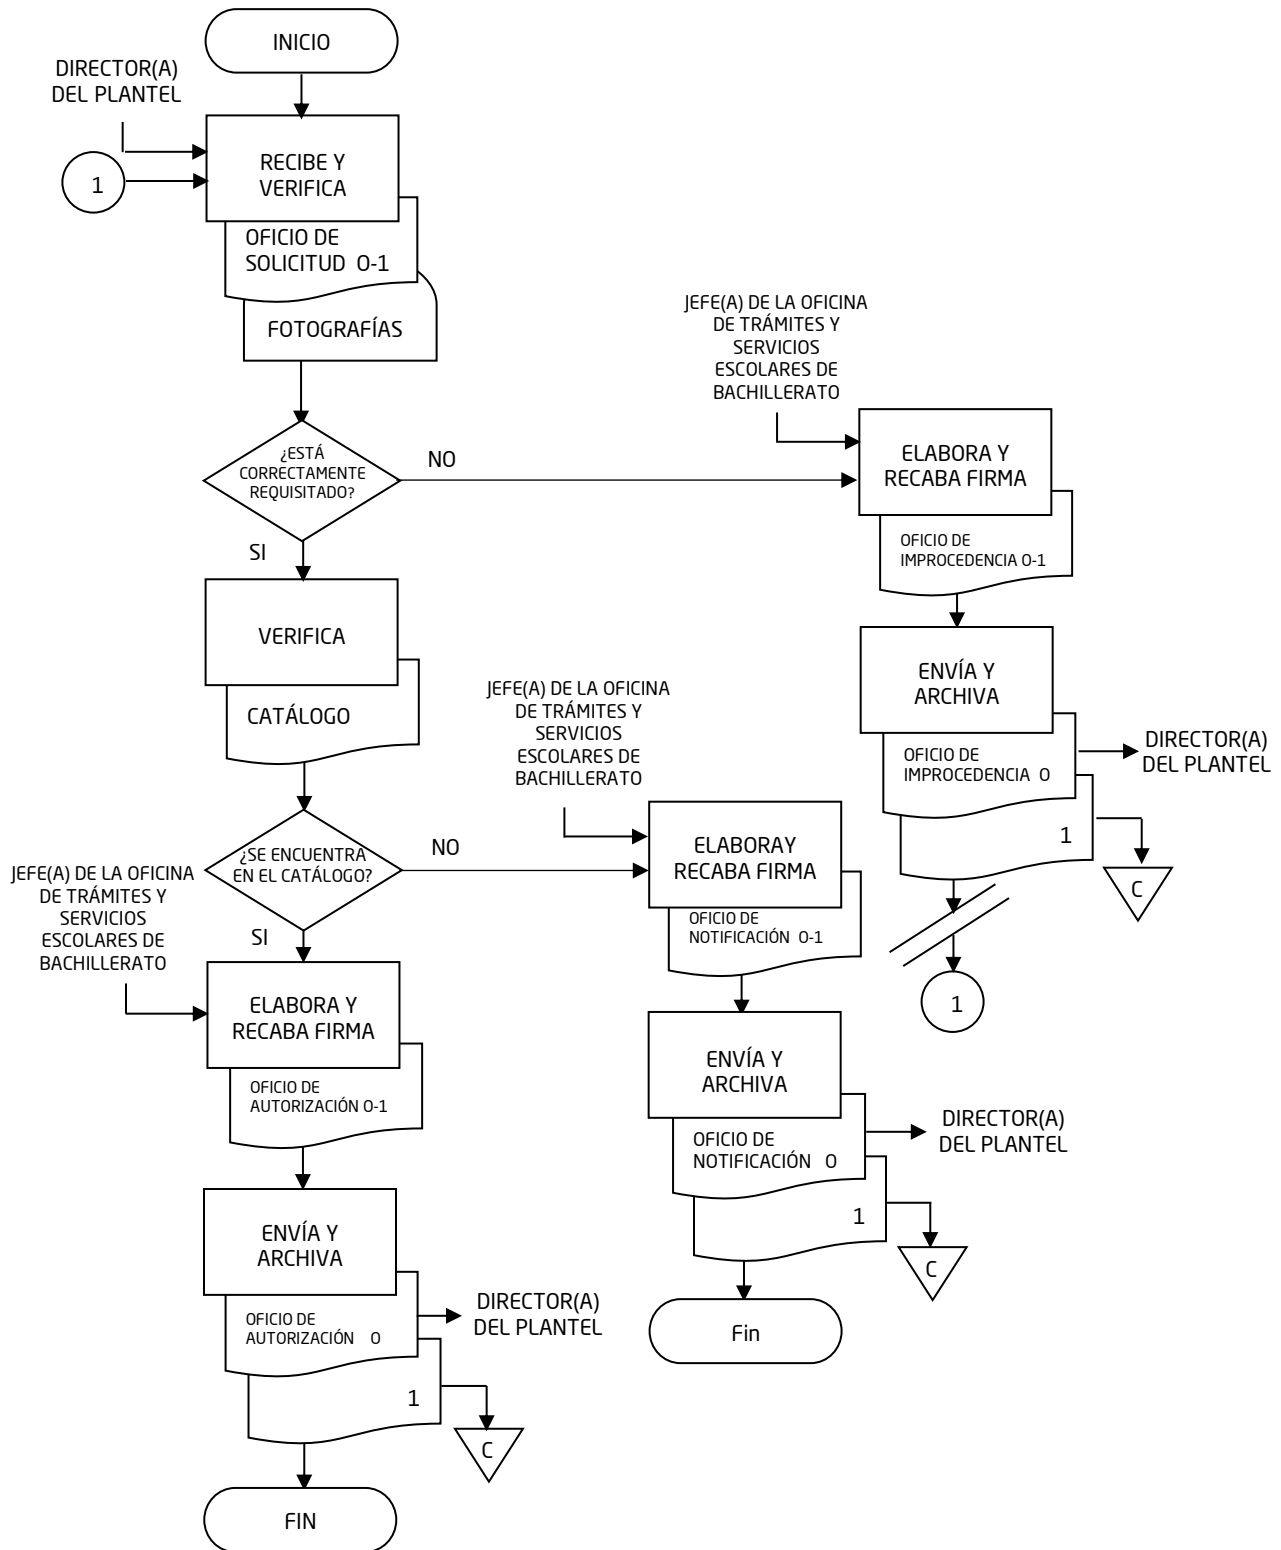 INICIO
DIRECTOR(A)
DEL PLANTEL
1
RECIBE Y
VERIFICA
OFICIO DE
SOLICITUD O-1
FOTOGRAFÍAS
¿ESTÁ
CORRECTAMENTE
REQUISITADO?
NO
JEFE(A) DE LA OFICINA
DE TRÁMITES Y
SERVICIOS
ESCOLARES DE
BACHILLERATO
ELABORA Y
RECABA FIRMA
OFICIO DE
IMPROCEDENCIA O-1
ENVÍA Y
ARCHIVA
OFICIO DE
IMPROCEDENCIA O
DIRECTOR(A)
DEL PLANTEL
1
C
1
SI
VERIFICA
CATÁLOGO
¿SE ENCUENTRA
EN EL CATÁLOGO?
NO
JEFE(A) DE LA OFICINA
DE TRÁMITES Y
SERVICIOS
ESCOLARES DE
BACHILLERATO
ELABORAY
RECABA FIRMA
OFICIO DE
NOTIFICACIÓN O-1
ENVÍA Y
ARCHIVA
OFICIO DE
NOTIFICACIÓN O
DIRECTOR(A)
DEL PLANTEL
1
C
Fin
SI
JEFE(A) DE LA OFICINA
DE TRÁMITES Y
SERVICIOS
ESCOLARES DE
BACHILLERATO
ELABORA Y
RECABA FIRMA
OFICIO DE
AUTORIZACIÓN O-1
ENVÍA Y
ARCHIVA
OFICIO DE
AUTORIZACIÓN O
DIRECTOR(A)
DEL PLANTEL
1
C
FIN